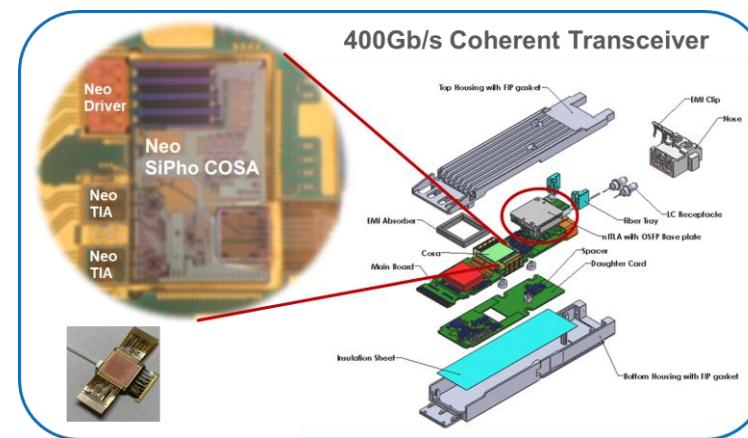 400Gb/s Coherent Transceiver
Neo
Driver
Neo
SiPho COSA
Neo
TIA
Neo
TIA
Top Housing with FIP gasket
EMI Clip
Nose
EMI Absorber
LC Receptacle
Fiber Tray
nITLA with OSFP Base plate
Cosa
Spacer
Main Board
Daughter Card
Insulation Sheet
Bottom Housing with FIP gasket